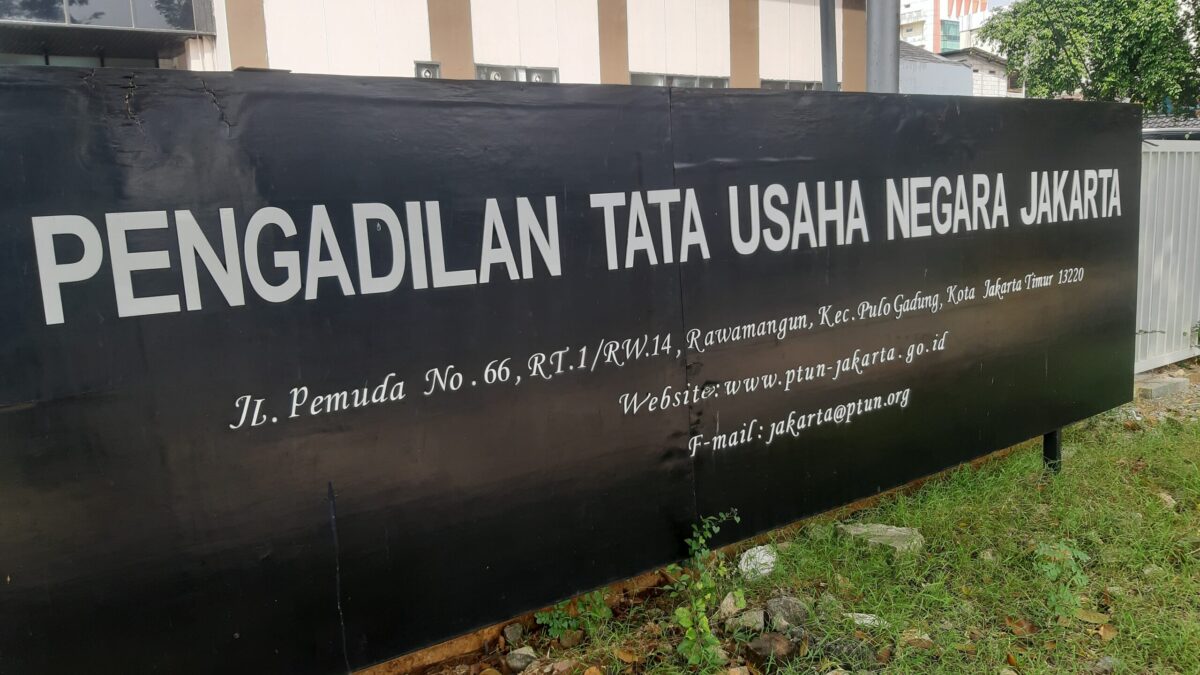 PENGADILAN TATA USAHA NEGARA JAKARTA
JL. Pemuda No. 66, RT.1/RW.14, Rawamangun, Kec. Pulo Gadung, Kota Jakarta Timur 13220
Website: www.ptun-jakarta.go.id
E-mail: jakarta@ptun.org